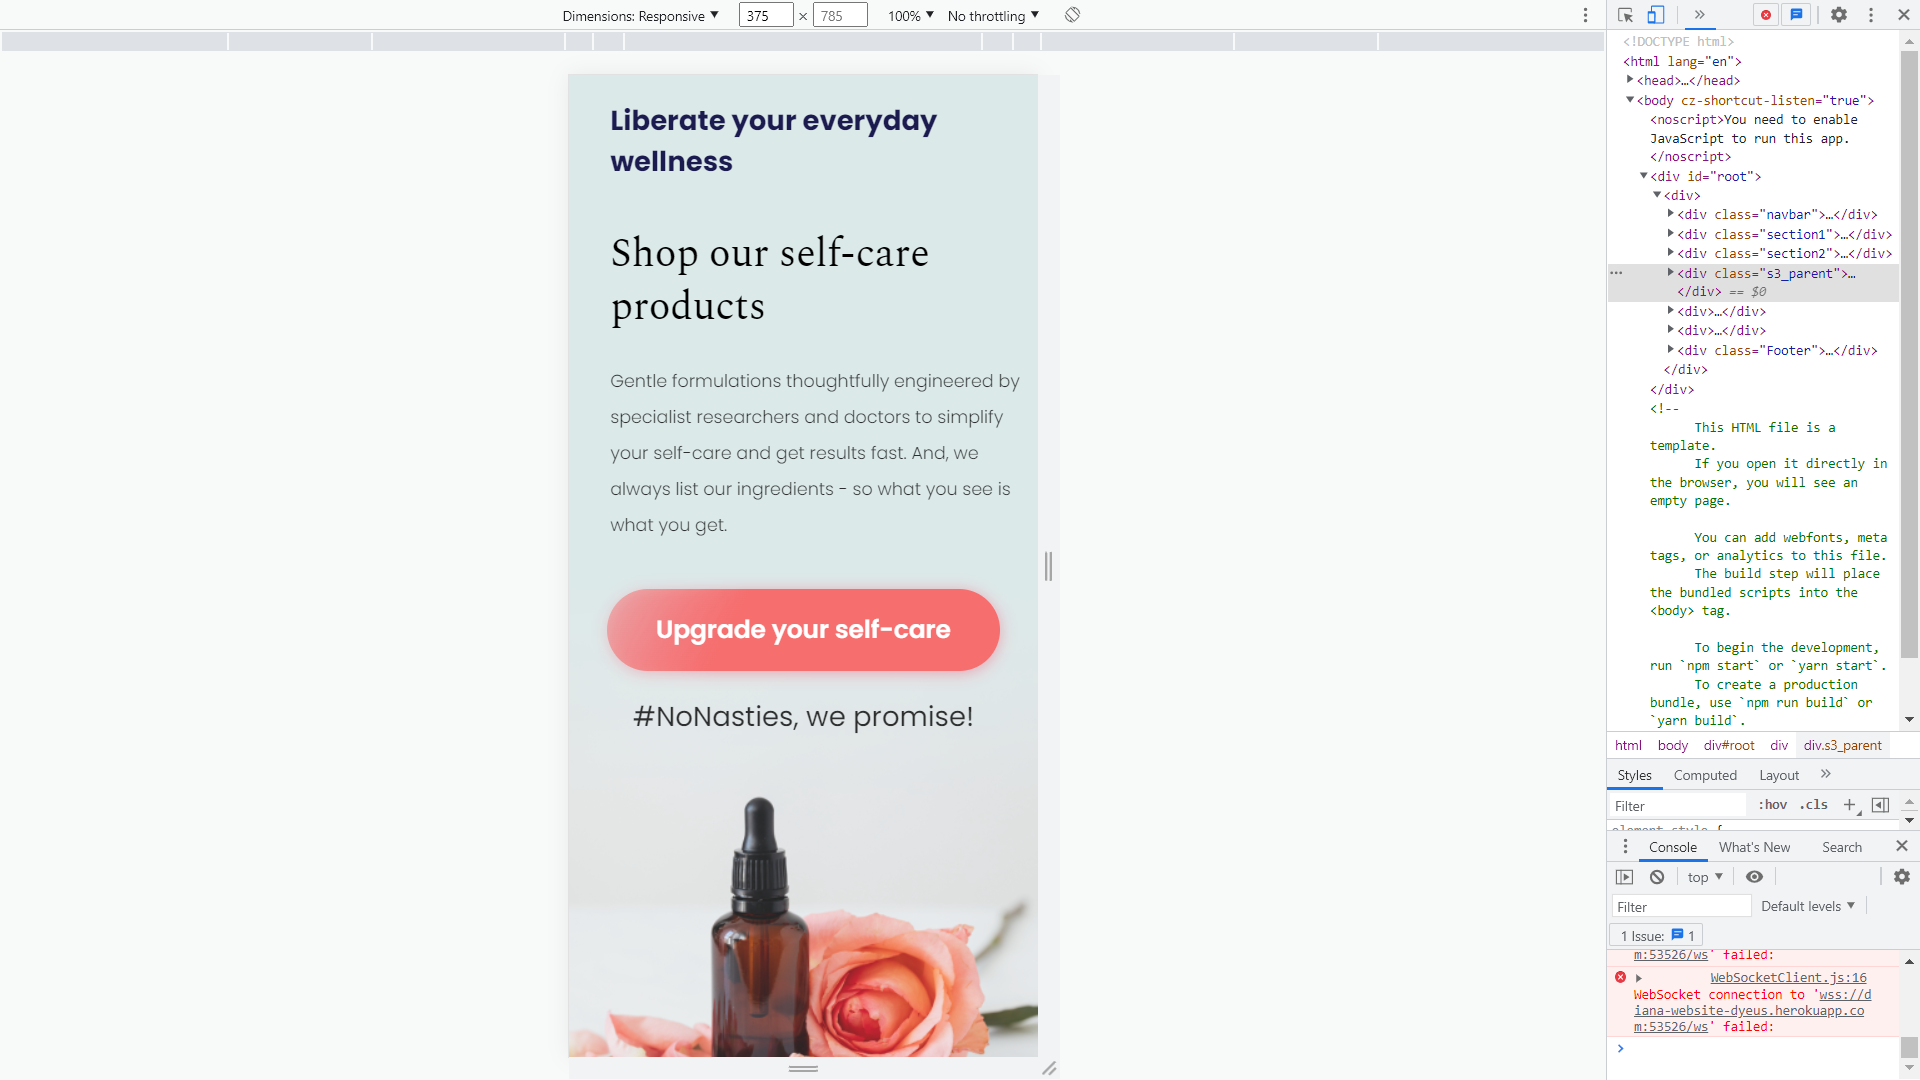 Dimensions: Responsive ▼ 375 × 785 100% ▼ No throttling ▼
Liberate your everyday
wellness
Shop our self-care
products
Gentle formulations thoughtfully engineered by
specialist researchers and doctors to simplify
your self-care and get results fast. And, we
always list our ingredients - so what you see is
what you get.
Upgrade your self-care
#NoNasties, we promise!
<!DOCTYPE html>
<html lang="en">
<head>…</head>
<body cz-shortcut-listen="true">
<noscript>You need to enable
JavaScript to run this app.
</noscript>
<div id="root">
<div>
<div class="navbar">…</div>
<div class="section1">…</div>
<div class="section2">…</div>
<div class="s3_parent">…
</div> == $0
<div>…</div>
<div>…</div>
<div class="Footer">…</div>
</div>
</div>
<!--
This HTML file is a
template.
If you open it directly in
the browser, you will see an
empty page.
You can add webfonts, meta
tags, or analytics to this file.
The build step will place
the bundled scripts into the
<body> tag.
To begin the development,
run `npm start` or `yarn start`.
To create a production
bundle, use `npm run build` or
`yarn build`.
html body div#root div div.s3_parent
Styles Computed Layout »
Filter :hov .cls +
element.style {
Console What's New Search
top ▼
Filter Default levels ▼
1 Issue: 1
m:53526/ws' failed:
WebSocketClient.js:16
WebSocket connection to 'wss://d
iana-website-dyeus.herokuapp.co
m:53526/ws' failed: